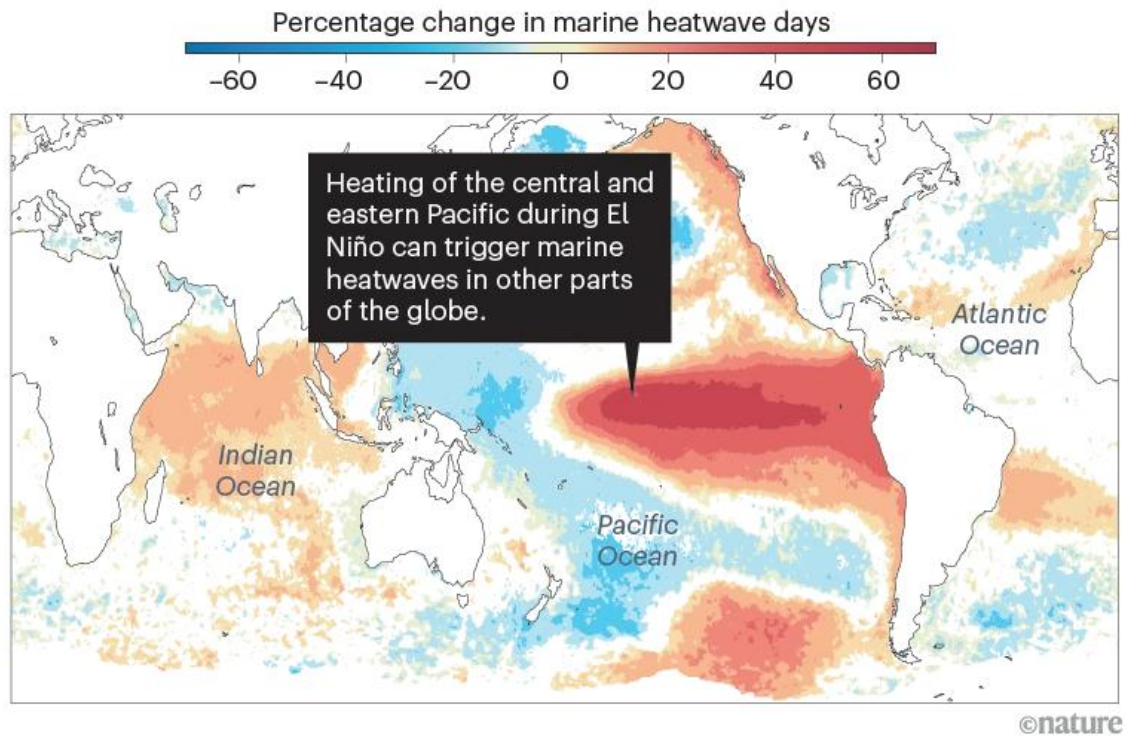 Percentage change in marine heatwave days
–60 –40 –20 0 20 40 60
Heating of the central and
eastern Pacific during El
Niño can trigger marine
heatwaves in other parts
of the globe.
Atlantic
Ocean
Indian
Ocean
Pacific
Ocean
©nature